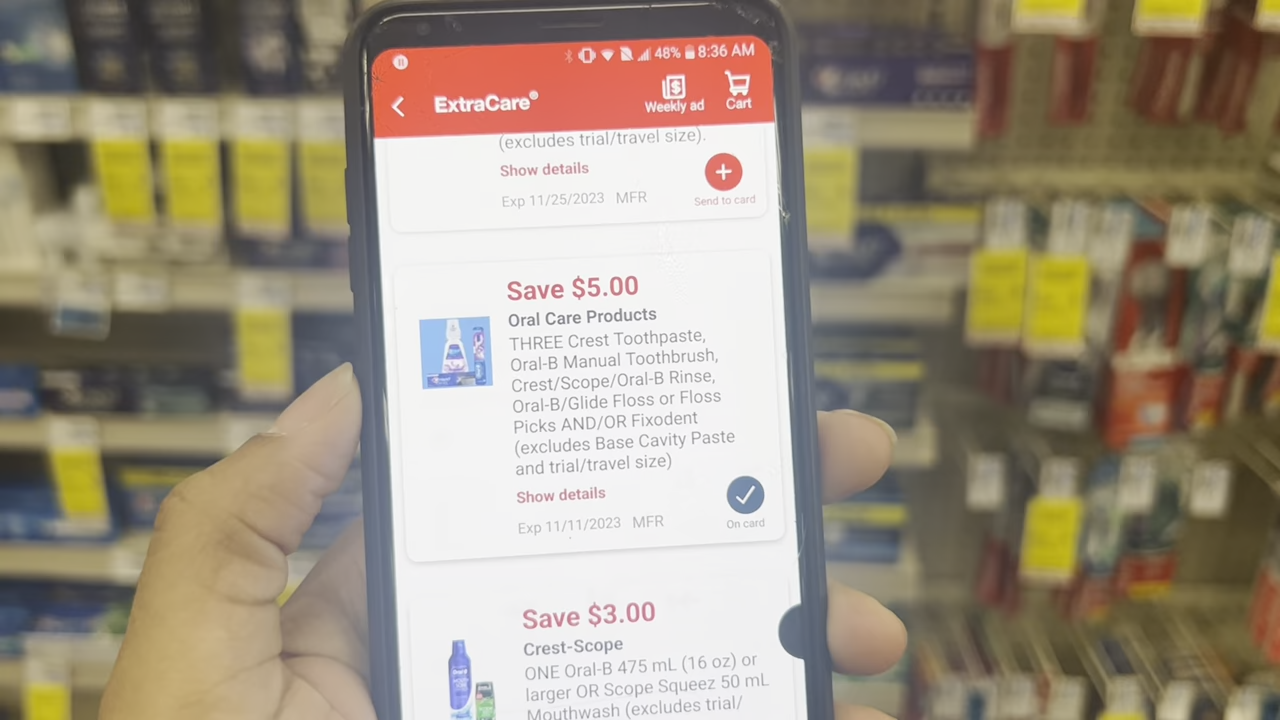 48% 8:36 AM
ExtraCare®
Weekly ad
Cart
(excludes trial/travel size).
Show details
Exp 11/25/2023 MFR
Send to card
Save $5.00
Oral Care Products
THREE Crest Toothpaste,
Oral-B Manual Toothbrush,
Crest/Scope/Oral-B Rinse,
Oral-B/Glide Floss or Floss
Picks AND/OR Fixodent
(excludes Base Cavity Paste
and trial/travel size)
Show details
Exp 11/11/2023 MFR
On card
Save $3.00
Crest-Scope
ONE Oral-B 475 mL (16 oz) or
larger OR Scope Squeez 50 mL
Mouthwash (excludes trial/